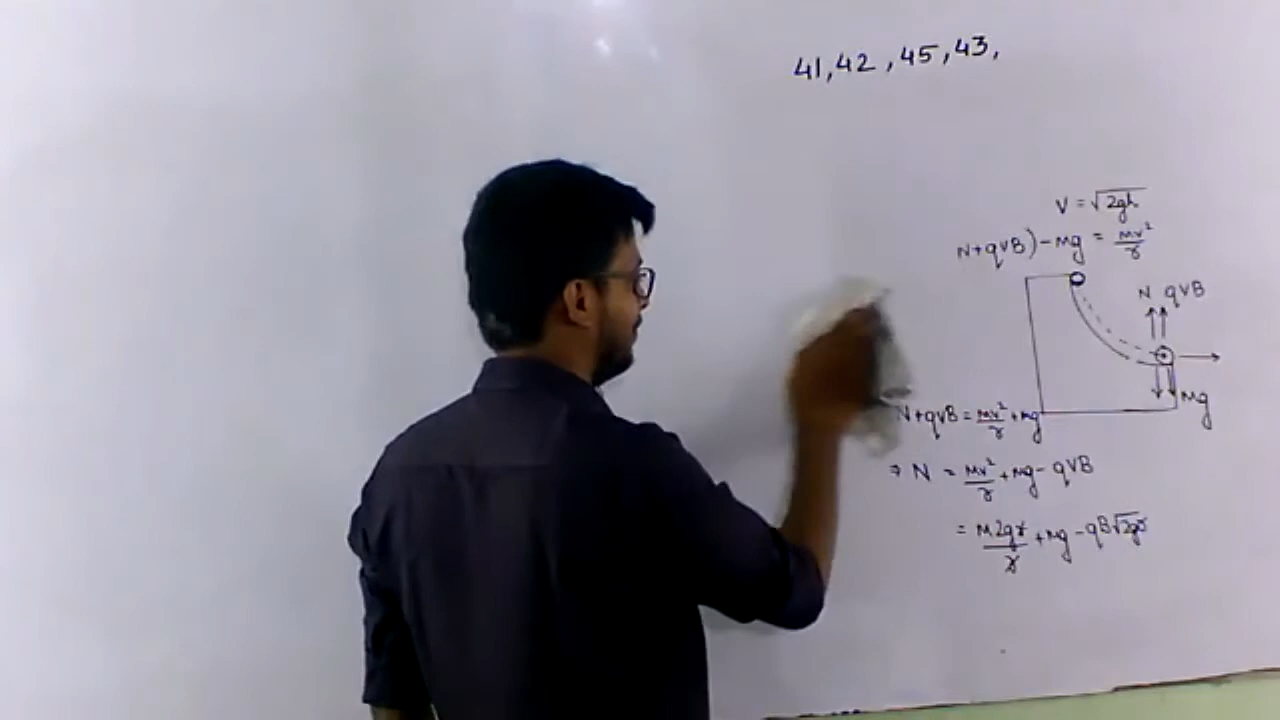 41, 42, 45, 43,
V = √2gh
N+qVB) - Mg = Mv²/r
N qVB
Mg
N+qVB = Mv²/r + Mg
⇒ N = Mv²/r + Mg - qVB
= M2gr/r + Mg - qB√2gr